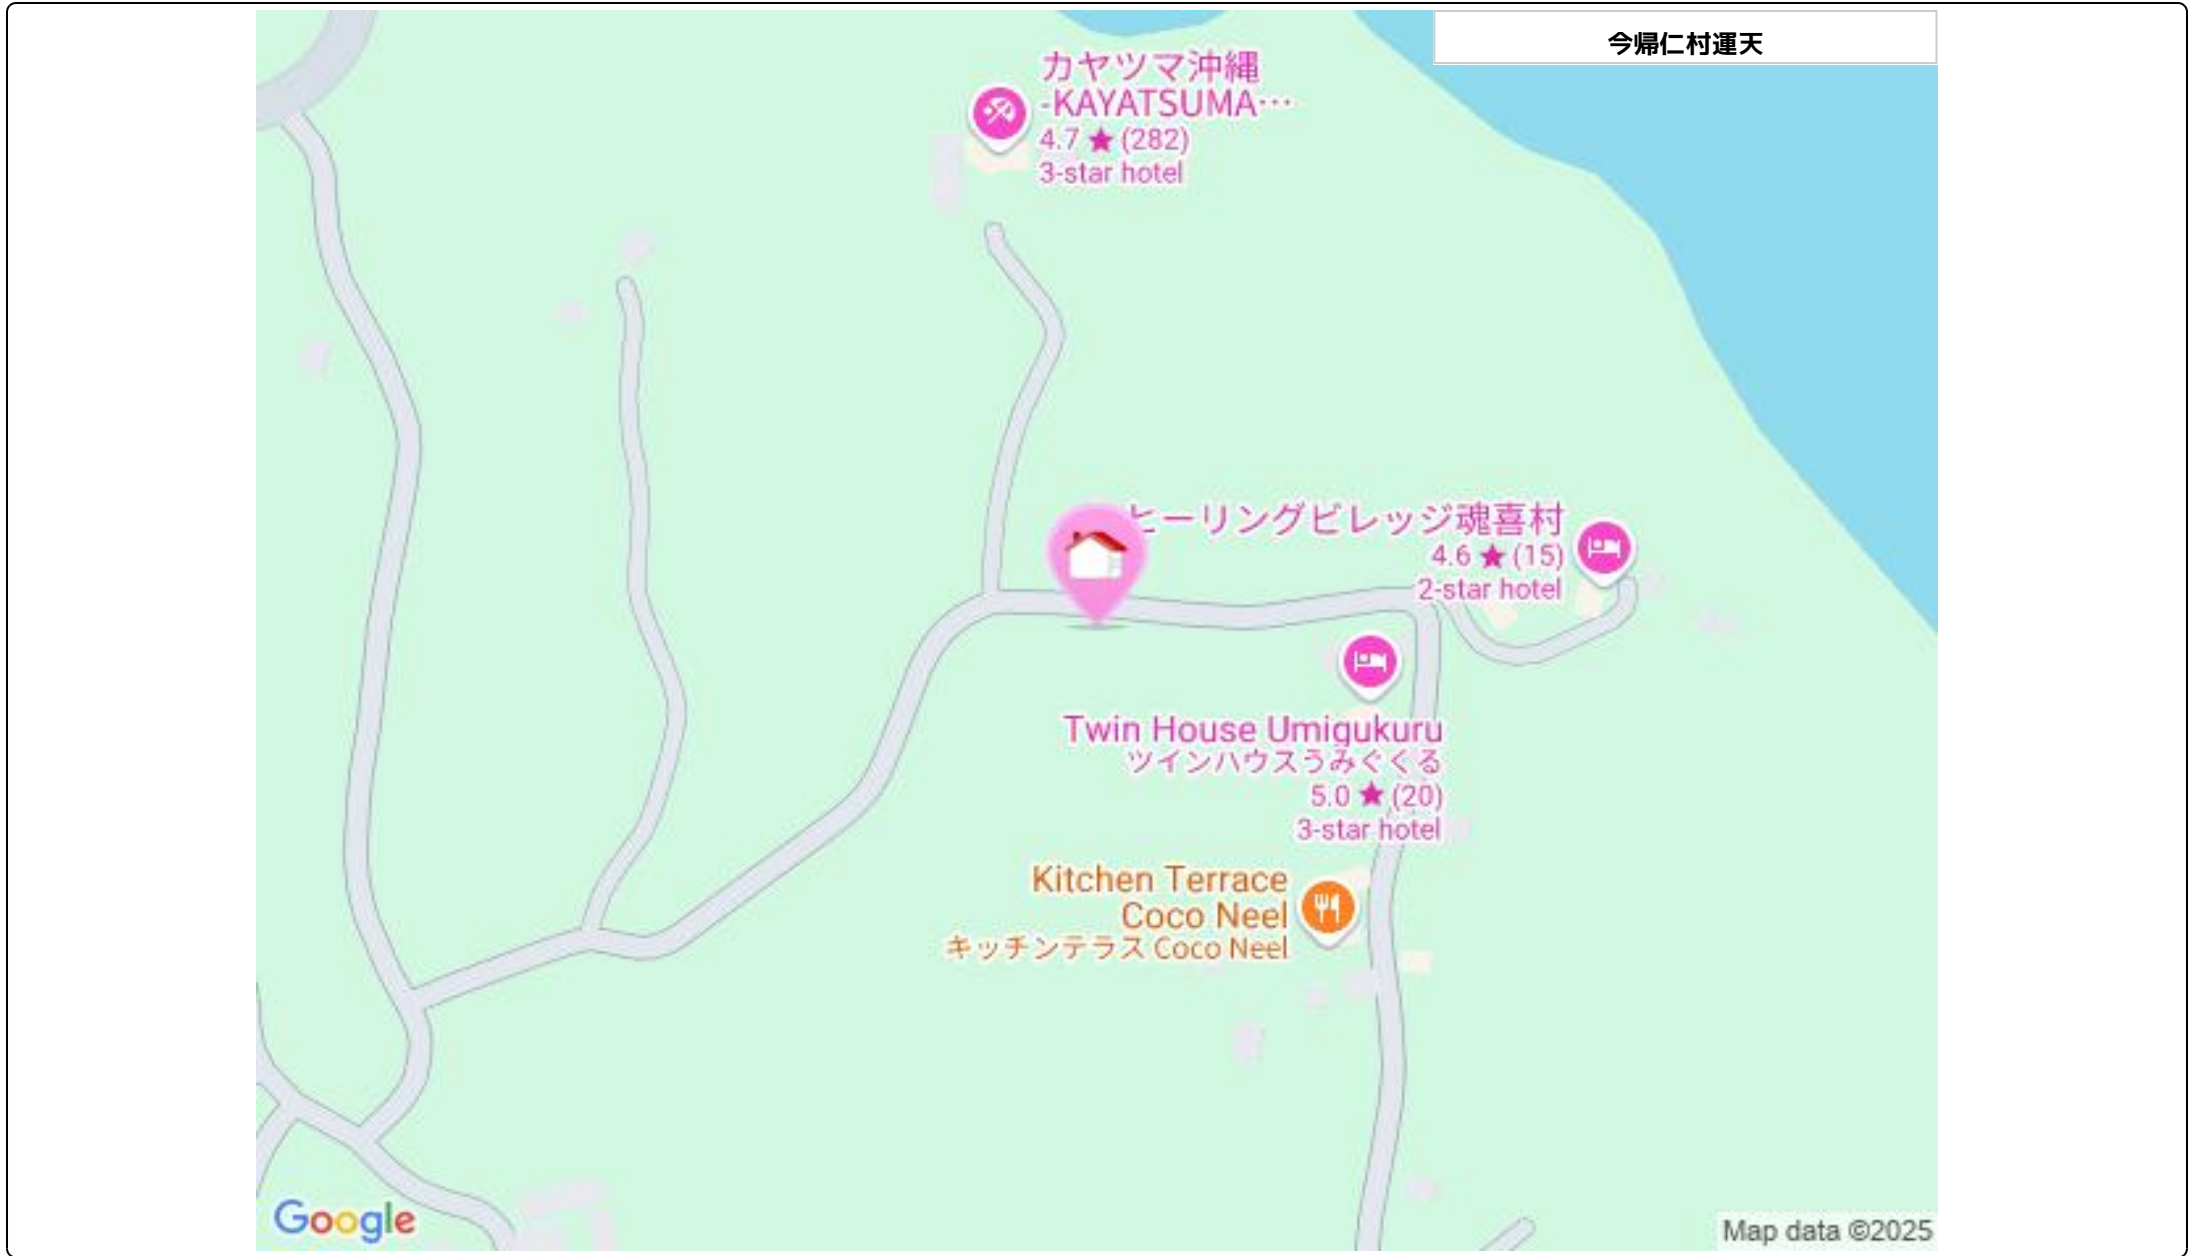 今帰仁村運天
カヤツマ沖縄
-KAYATSUMA…
4.7 ★ (282)
3-star hotel
ヒーリングビレッジ魂喜村
4.6 ★ (15)
2-star hotel
Twin House Umigukuru
ツインハウスうみぐくる
5.0 ★ (20)
3-star hotel
Kitchen Terrace
Coco Neel
キッチンテラス Coco Neel
Google
Map data ©2025